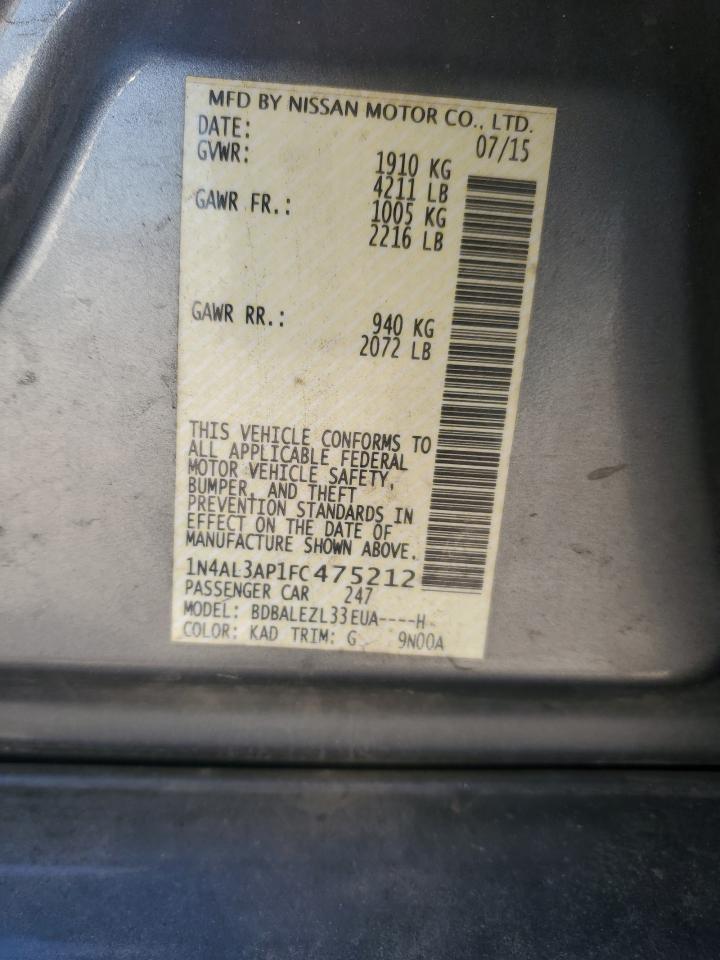 MFD BY NISSAN MOTOR CO., LTD.
DATE: 07/15
GVWR: 1910 KG
4211 LB
GAWR FR.: 1005 KG
2216 LB
GAWR RR.: 940 KG
2072 LB
THIS VEHICLE CONFORMS TO
ALL APPLICABLE FEDERAL
MOTOR VEHICLE SAFETY,
BUMPER, AND THEFT
PREVENTION STANDARDS IN
EFFECT ON THE DATE OF
MANUFACTURE SHOWN ABOVE.
1N4AL3AP1FC475212
PASSENGER CAR 247
MODEL: BDBALEZL33EUA----H
COLOR: KAD TRIM: G 9N00A